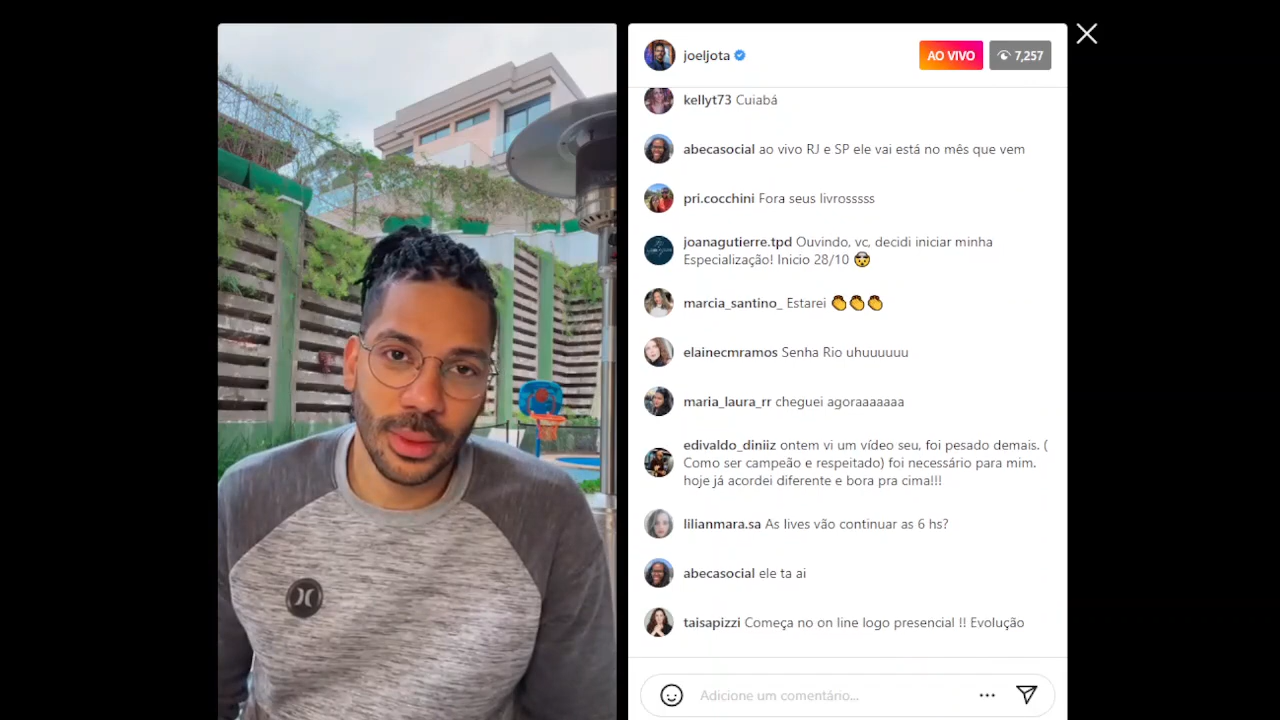 joeljota
AO VIVO
7,257
kellyt73 Cuiabá
abecasocial ao vivo RJ e SP ele vai está no mês que vem
pri.cocchini Fora seus livrosssss
joanagutierre.tpd Ouvindo, vc, decidi iniciar minha
Especialização! Inicio 28/10 🤯
marcia_santino_ Estarei 👏👏👏
elainecmramos Senha Rio uhuuuuuu
maria_laura_rr cheguei agoraaaaaaa
edivaldo_diniiz ontem vi um vídeo seu, foi pesado demais. (
Como ser campeão e respeitado) foi necessário para mim.
hoje já acordei diferente e bora pra cima!!!
lilianmara.sa As lives vão continuar as 6 hs?
abecasocial ele ta ai
taisapizzi Começa no on line logo presencial !! Evolução
Adicione um comentário...